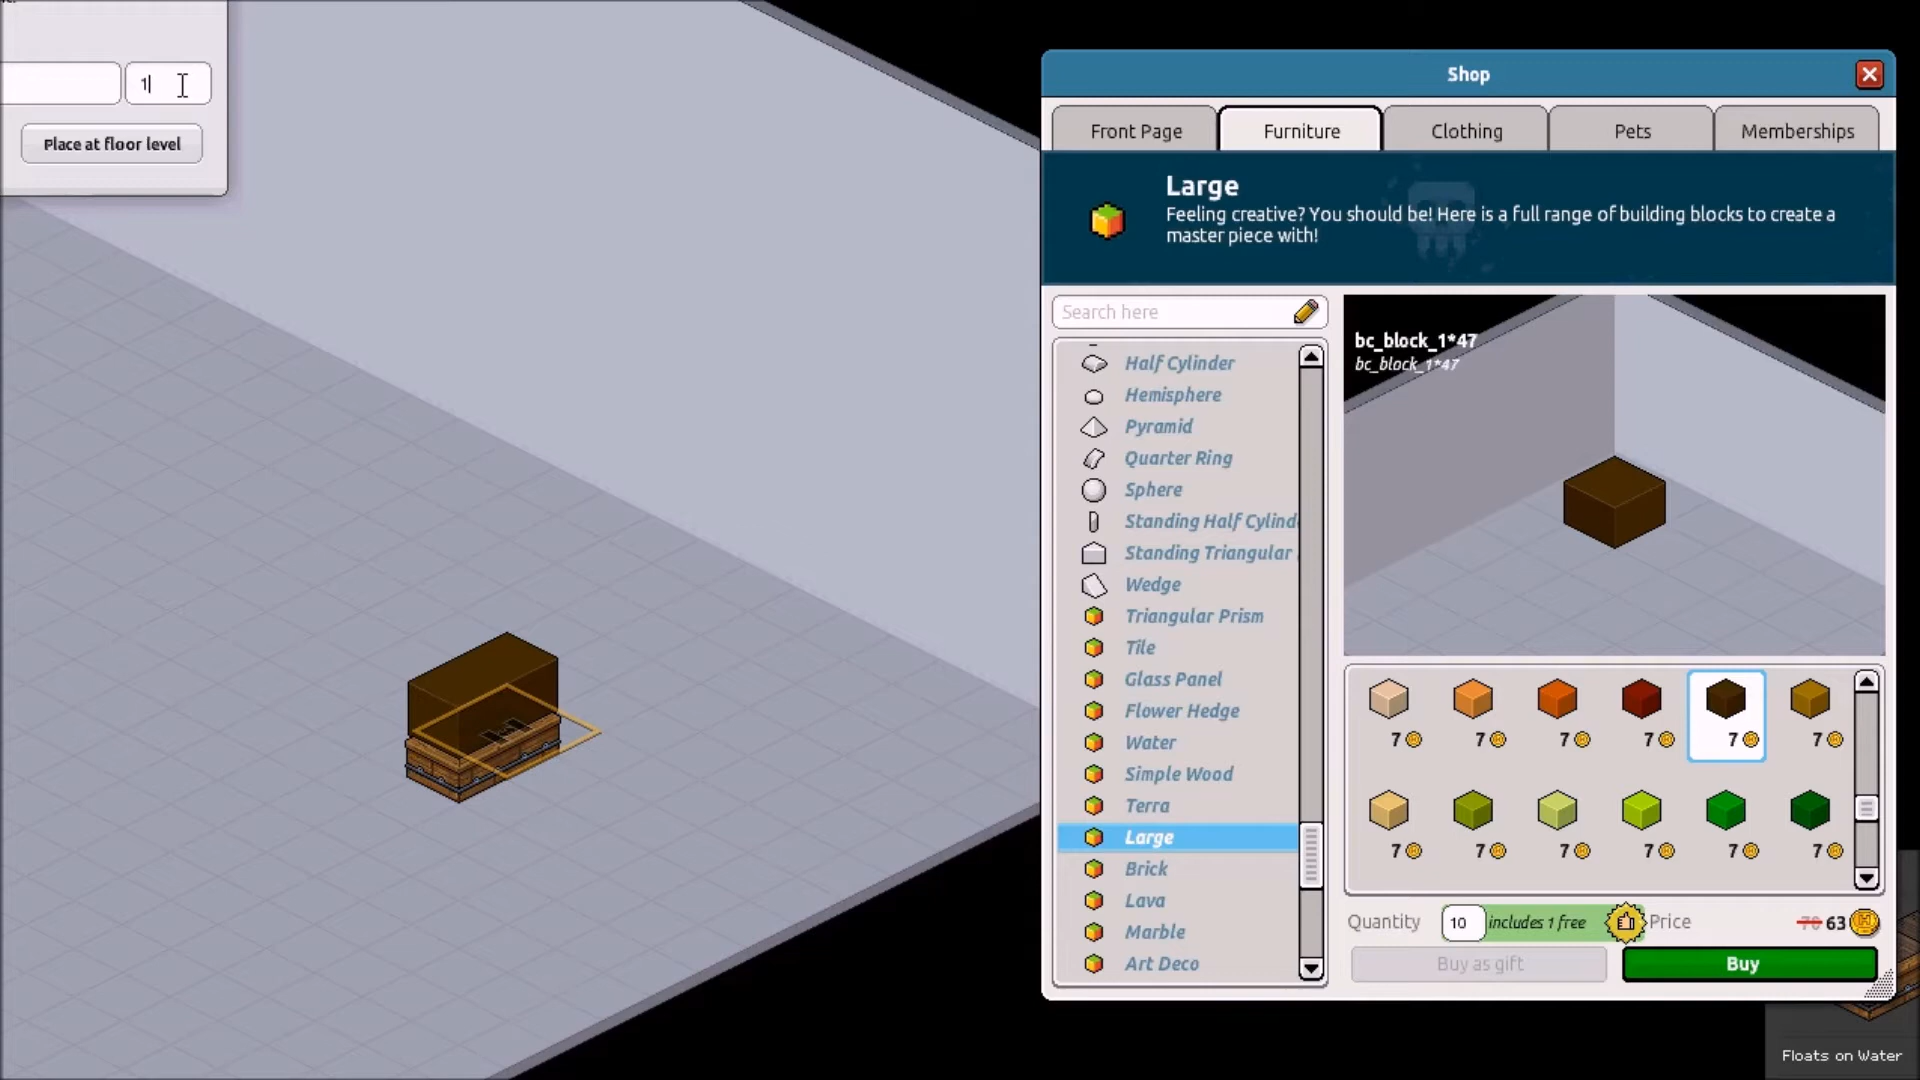 1
Place at floor level
Shop
Front Page
Furniture
Clothing
Pets
Memberships
Large
Feeling creative? You should be! Here is a full range of building blocks to create a
master piece with!
Search here
Half Cylinder
Hemisphere
Pyramid
Quarter Ring
Sphere
Standing Half Cylind
Standing Triangular
Wedge
Triangular Prism
Tile
Glass Panel
Flower Hedge
Water
Simple Wood
Terra
Large
Brick
Lava
Marble
Art Deco
bc_block_1*47
bc_block_1*47
7 7 7 7 7 7
7 7 7 7 7 7
Quantity 10 includes 1 free Price 70 63
Buy as gift
Buy
Floats on Water